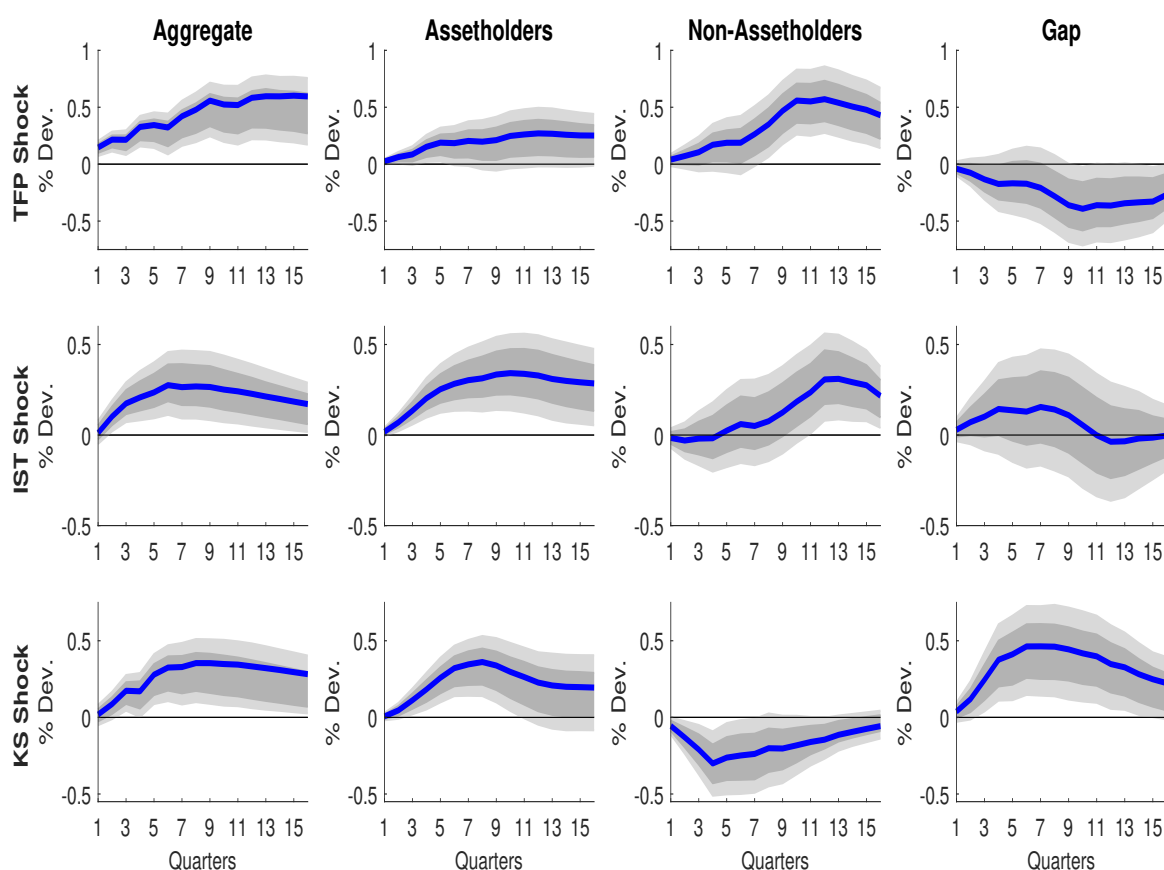 Aggregate Assetholders Non-Assetholders Gap
TFP Shock
% Dev. % Dev. % Dev. % Dev.
1 1 1 1
0.5 0.5 0.5 0.5
0 0 0 0
-0.5 -0.5 -0.5 -0.5
1 3 5 7 9 11 13 15 1 3 5 7 9 11 13 15 1 3 5 7 9 11 13 15 1 3 5 7 9 11 13 15
IST Shock
% Dev. % Dev. % Dev. % Dev.
0.5 0.5 0.5 0.5
0 0 0 0
-0.5 -0.5 -0.5 -0.5
1 3 5 7 9 11 13 15 1 3 5 7 9 11 13 15 1 3 5 7 9 11 13 15 1 3 5 7 9 11 13 15
KS Shock
% Dev. % Dev. % Dev. % Dev.
0.5 0.5 0.5 0.5
0 0 0 0
-0.5 -0.5 -0.5 -0.5
1 3 5 7 9 11 13 15 1 3 5 7 9 11 13 15 1 3 5 7 9 11 13 15 1 3 5 7 9 11 13 15
Quarters Quarters Quarters Quarters